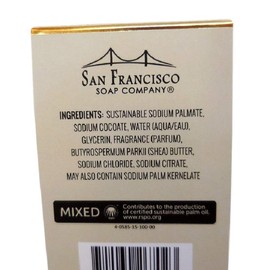 SAN FRANCISCO
SOAP COMPANY®
INGREDIENTS: SUSTAINABLE SODIUM PALMATE,
SODIUM COCOATE, WATER (AQUA/EAU),
GLYCERIN, FRAGRANCE (PARFUM),
BUTYROSPERMUM PARKII (SHEA) BUTTER,
SODIUM CHLORIDE, SODIUM CITRATE,
MAY ALSO CONTAIN SODIUM PALM KERNELATE
MIXED
Contributes to the production
of certified sustainable palm oil.
www.rspo.org